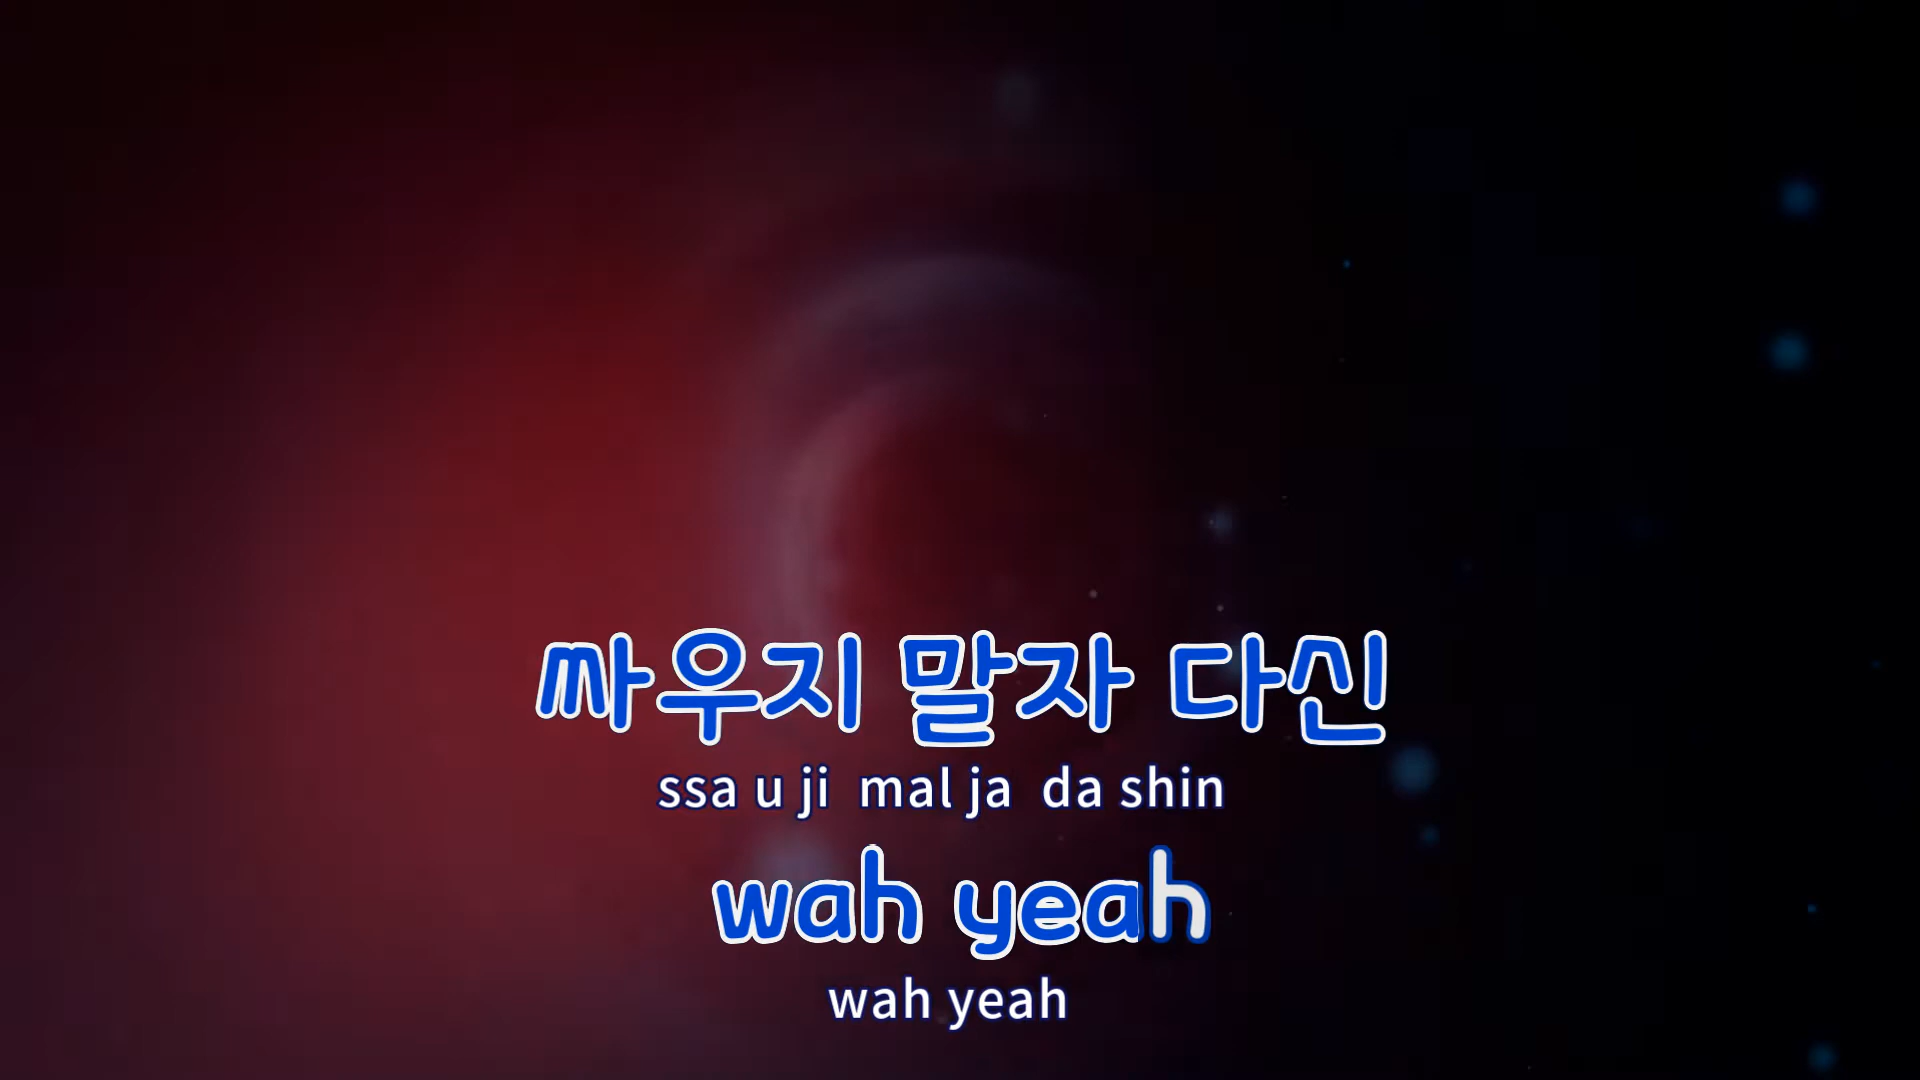 싸우지 말자 다신
ssa u ji mal ja da shin
wah yeah
wah yeah